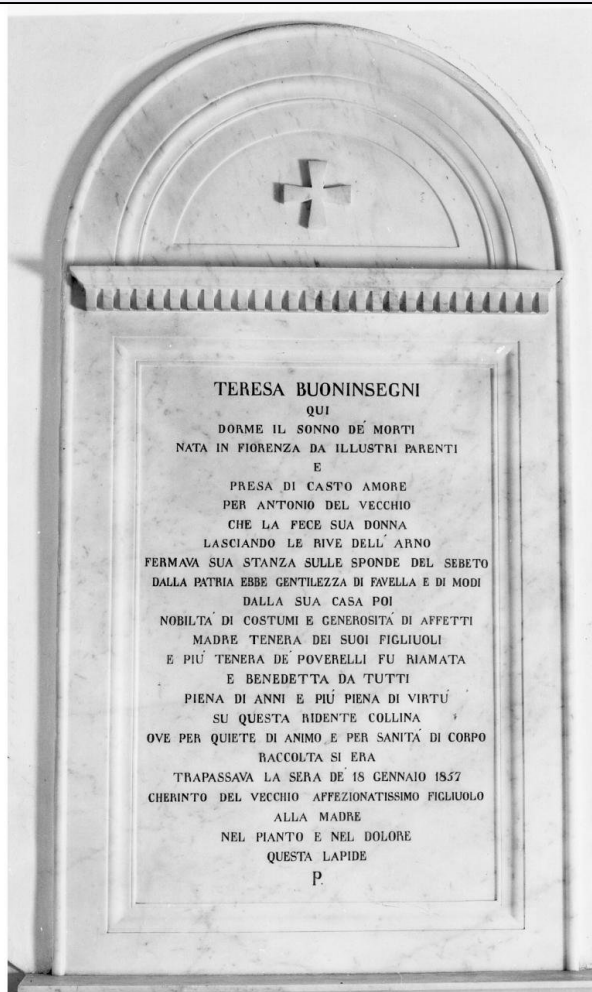 TERESA BUONINSEGNI
QUI
DORME IL SONNO DE' MORTI
NATA IN FIORENZA DA ILLUSTRI PARENTI
E
PRESA DI CASTO AMORE
PER ANTONIO DEL VECCHIO
CHE LA FECE SUA DONNA
LASCIANDO LE RIVE DELL' ARNO
FERMAVA SUA STANZA SULLE SPONDE DEL SEBETO
DALLA PATRIA EBBE GENTILEZZA DI FAVELLA E DI MODI
DALLA SUA CASA POI
NOBILTA' DI COSTUMI E GENEROSITA' DI AFFETTI
MADRE TENERA DEI SUOI FIGLIUOLI
E PIU' TENERA DE' POVERELLI FU RIAMATA
E BENEDETTA DA TUTTI
PIENA DI ANNI E PIU' PIENA DI VIRTU'
SU QUESTA RIDENTE COLLINA
OVE PER QUIETE DI ANIMO E PER SANITA' DI CORPO
RACCOLTA SI ERA
TRAPASSAVA LA SERA DE' 18 GENNAIO 1857
CHERINTO DEL VECCHIO AFFEZIONATISSIMO FIGLIUOLO
ALLA MADRE
NEL PIANTO E NEL DOLORE
QUESTA LAPIDE
P.